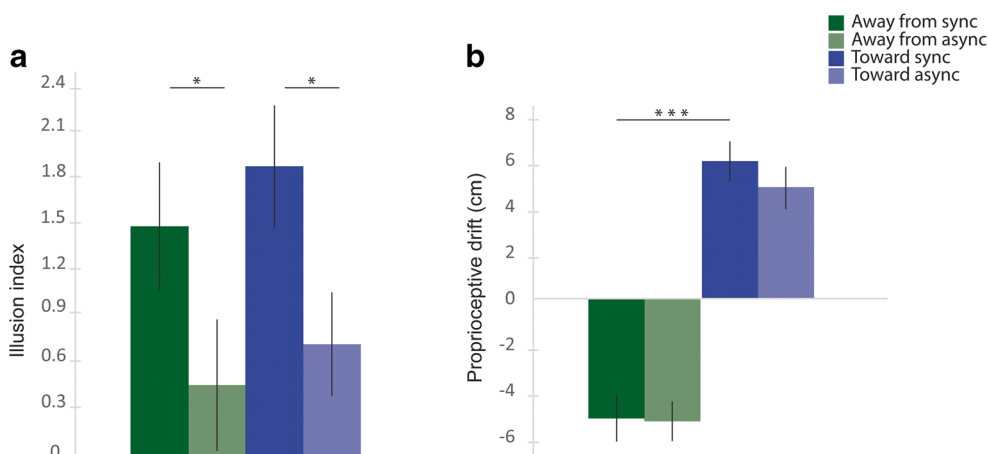 Away from sync
Away from async
Toward sync
Toward async
a
2.4
2.1
1.8
1.5
1.2
0.9
0.6
0.3
0
Illusion index
*
*
b
8
6
4
2
0
-2
-4
-6
Proprioceptive drift (cm)
***